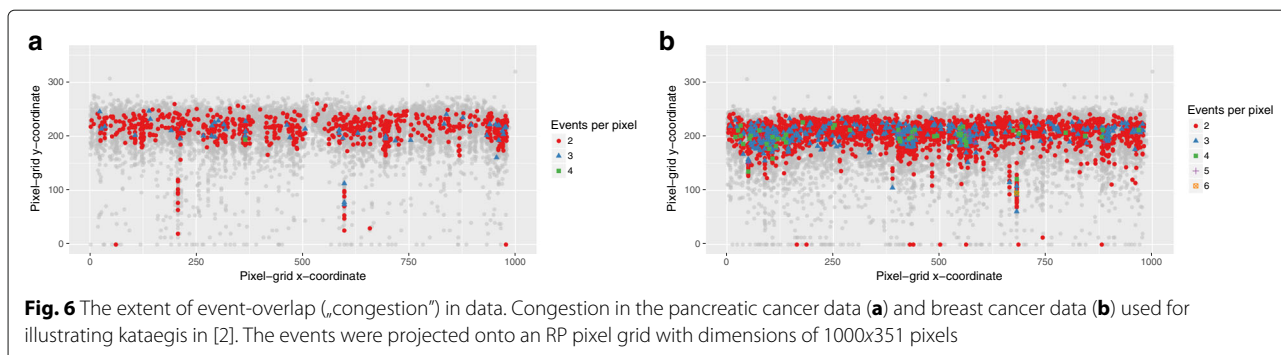 a
300
200
100
0
Pixel−grid y−coordinate
0
250
500
750
1000
Pixel−grid x−coordinate
Events per pixel
2
3
4
b
300
200
100
0
Pixel−grid y−coordinate
0
250
500
750
1000
Pixel−grid x−coordinate
Events per pixel
2
3
4
5
6
Fig. 6 The extent of event-overlap („congestion”) in data. Congestion in the pancreatic cancer data (a) and breast cancer data (b) used for
illustrating kataegis in [2]. The events were projected onto an RP pixel grid with dimensions of 1000x351 pixels